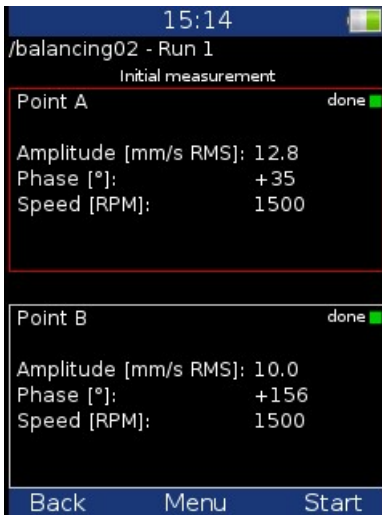 15:14
/balancing02 - Run 1
Initial measurement
Point A done
Amplitude [mm/s RMS]: 12.8
Phase [°]: +35
Speed [RPM]: 1500
Point B done
Amplitude [mm/s RMS]: 10.0
Phase [°]: +156
Speed [RPM]: 1500
Back Menu Start